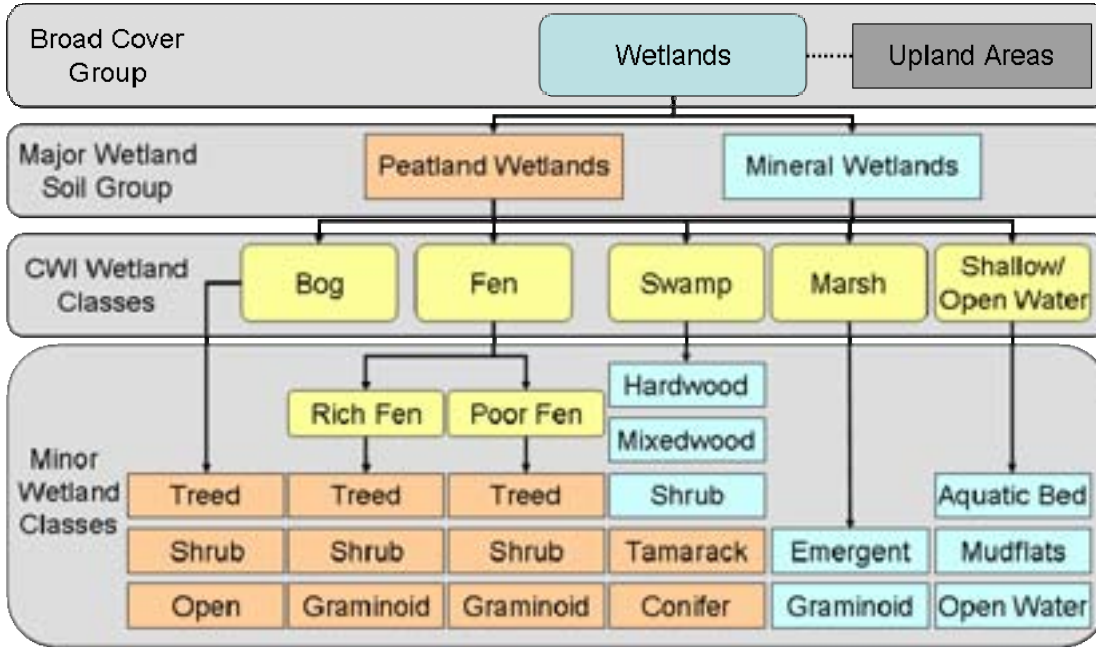 Broad Cover
Group
Wetlands
Upland Areas
Major Wetland
Soil Group
Peatland Wetlands
Mineral Wetlands
CWI Wetland
Classes
Bog
Fen
Swamp
Marsh
Shallow/
Open Water
Minor
Wetland
Classes
Rich Fen
Poor Fen
Hardwood
Mixedwood
Treed
Treed
Treed
Shrub
Aquatic Bed
Shrub
Shrub
Shrub
Tamarack
Emergent
Mudflats
Open
Graminoid
Graminoid
Conifer
Graminoid
Open Water